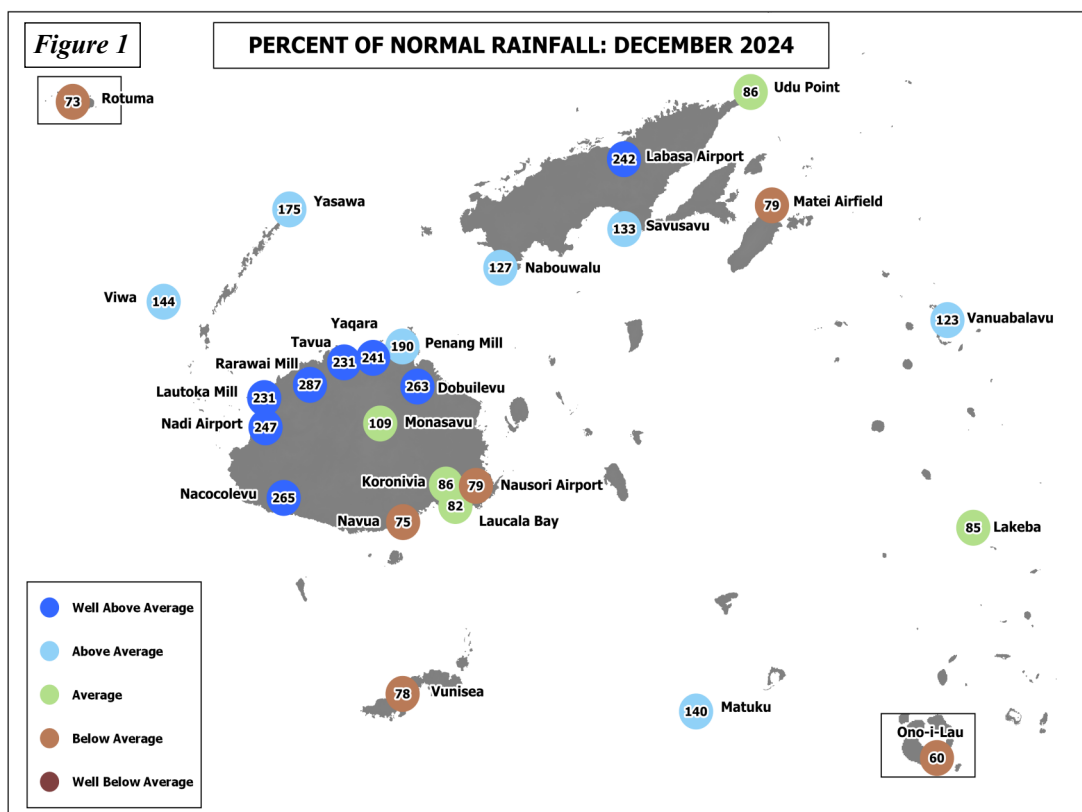 Figure 1
PERCENT OF NORMAL RAINFALL: DECEMBER 2024
73 Rotuma
86 Udu Point
242 Labasa Airport
175 Yasawa
79 Matei Airfield
133 Savusavu
127 Nabouwalu
Viwa 144
123 Vanuabalavu
Yaqara 241
190 Penang Mill
Tavua 231
Rarawai Mill 287
263 Dobuilevu
Lautoka Mill 231
Nadi Airport 247
109 Monasavu
Koronivia 86
79 Nausori Airport
Nacocolevu 265
82 Laucala Bay
Navua 75
85 Lakeba
78 Vunisea
140 Matuku
Ono-i-Lau
60
Well Above Average
Above Average
Average
Below Average
Well Below Average